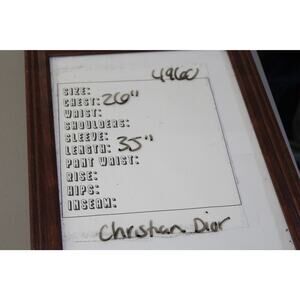 4960
SIZE:
CHEST: 26"
WAIST:
SHOULDERS:
SLEEVE:
LENGTH: 35"
PANT WAIST:
RISE:
HIPS:
INSEAM:
Christian Dior